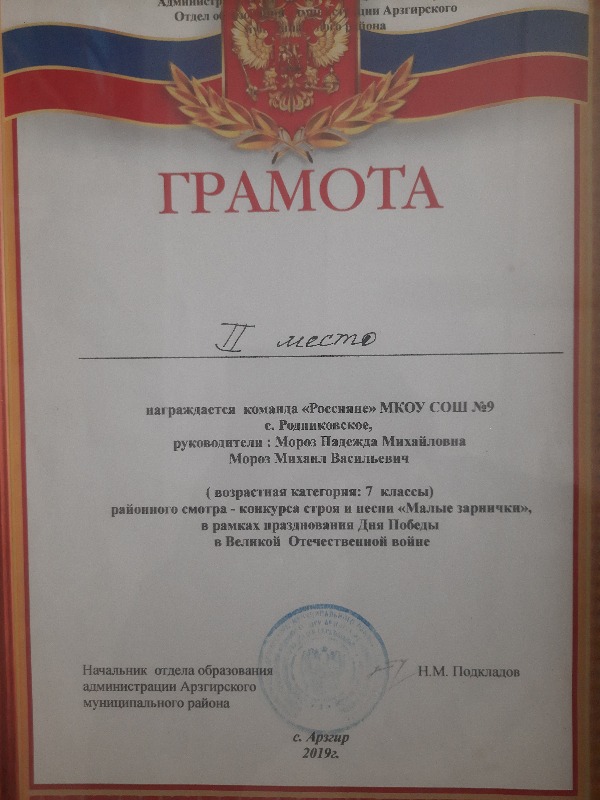 Отдел образования администрации Арзгирского
района
ГРАМОТА
II место
награждается команда «Россияне» МКОУ СОШ №9
с. Родниковское,
руководители : Мороз Надежда Михайловна
Мороз Михаил Васильевич
( возрастная категория: 7 классы)
районного смотра - конкурса строя и песни «Малые зарнички»,
в рамках празднования Дня Победы
в Великой Отечественной войне
Начальник отдела образования
администрации Арзгирского
муниципального района
Н.М. Подкладов
с. Арзгир
2019г.